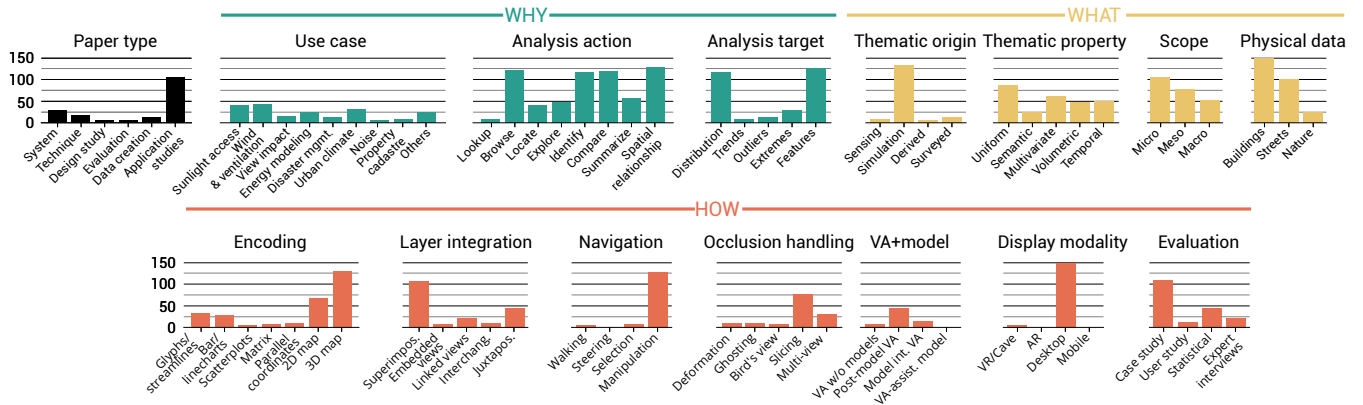 WHY
WHAT
Paper type
Use case
Analysis action
Analysis target
Thematic origin
Thematic property
Scope
Physical data
150
100
50
0
System
Technique
Design study
Evaluation
Data creation
Application
studies
Sunlight access
Wind
& ventilation
View impact
Energy modeling
Disaster mgmt.
Urban climate
Noise
Property
cadastre
Others
Lookup
Browse
Locate
Explore
Identify
Compare
Summarize
Spatial
relationship
Distribution
Trends
Outliers
Extremes
Features
Sensing
Simulation
Derived
Surveyed
Uniform
Semantic
Multivariate
Volumetric
Temporal
Micro
Meso
Macro
Buildings
Streets
Nature
HOW
Encoding
Layer integration
Navigation
Occlusion handling
VA+model
Display modality
Evaluation
150
100
50
0
Glyphs/
streamlines
Bar/
linecharts
Scatterplots
Matrix
Parallel
coordinates
2D map
3D map
Superimpos.
Embedded
views
Linked views
Interchang.
Juxtapos.
Walking
Steering
Selection
Manipulation
Deformation
Ghosting
Bird's view
Slicing
Multi-view
VA w/o models
Post-model VA
Model int. VA
VA-assist. model
VR/Cave
AR
Desktop
Mobile
Case study
User study
Statistical
Expert
interviews